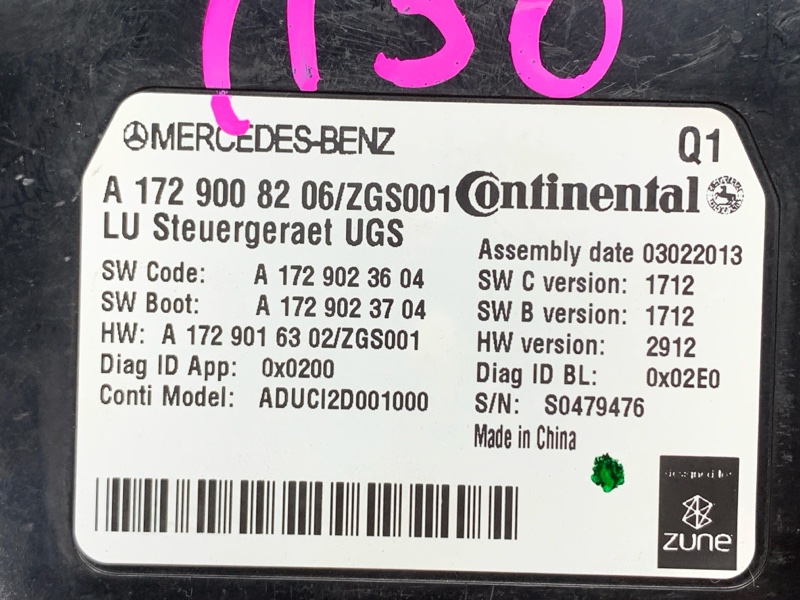 MERCEDES-BENZ
Q1
A 172 900 82 06/ZGS001
Continental
LU Steuergeraet UGS
Assembly date 03022013
SW Code: A 172 902 36 04
SW C version: 1712
SW Boot: A 172 902 37 04
SW B version: 1712
HW: A 172 901 63 02/ZGS001
HW version: 2912
Diag ID App: 0x0200
Diag ID BL: 0x02E0
Conti Model: ADUCI2D001000
S/N: S0479476
Made in China
designed for
zune